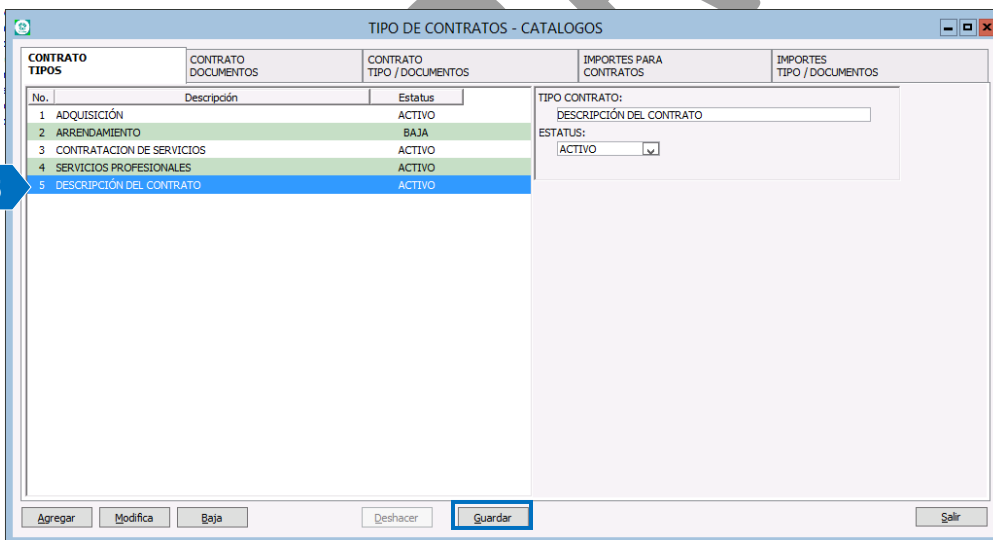 TIPO DE CONTRATOS - CATALOGOS
CONTRATO
TIPOS
CONTRATO
DOCUMENTOS
CONTRATO
TIPO / DOCUMENTOS
IMPORTES PARA
CONTRATOS
IMPORTES
TIPO / DOCUMENTOS
No. Descripción Estatus
1 ADQUISICIÓN ACTIVO
2 ARRENDAMIENTO BAJA
3 CONTRATACION DE SERVICIOS ACTIVO
4 SERVICIOS PROFESIONALES ACTIVO
5 DESCRIPCIÓN DEL CONTRATO ACTIVO
TIPO CONTRATO:
DESCRIPCIÓN DEL CONTRATO
ESTATUS:
ACTIVO
Agregar Modifica Baja Deshacer Guardar Salir